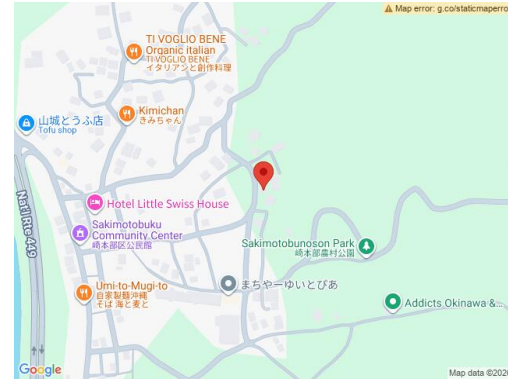 Map error: g.co/staticmaperro
TI VOGLIO BENE
Organic italian
TI VOGLIO BENE
イタリアンと創作料理
Kimichan
きみちゃん
山城とうふ店
Tofu shop
Hotel Little Swiss House
Nat'l Rte 449
Sakimotobuku
Community Center
崎本部区公民館
Sakimotobunoson Park
崎本部農村公園
Umi-to-Mugi-to
自家製麺沖縄
そば 海と麦と
まちやーゆいとぴあ
Addicts Okinawa &...
Google
Map data ©2026